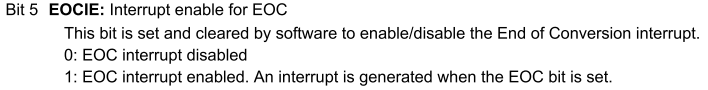 Bit 5 EOCIE: Interrupt enable for EOC
This bit is set and cleared by software to enable/disable the End of Conversion interrupt.
0: EOC interrupt disabled
1: EOC interrupt enabled. An interrupt is generated when the EOC bit is set.